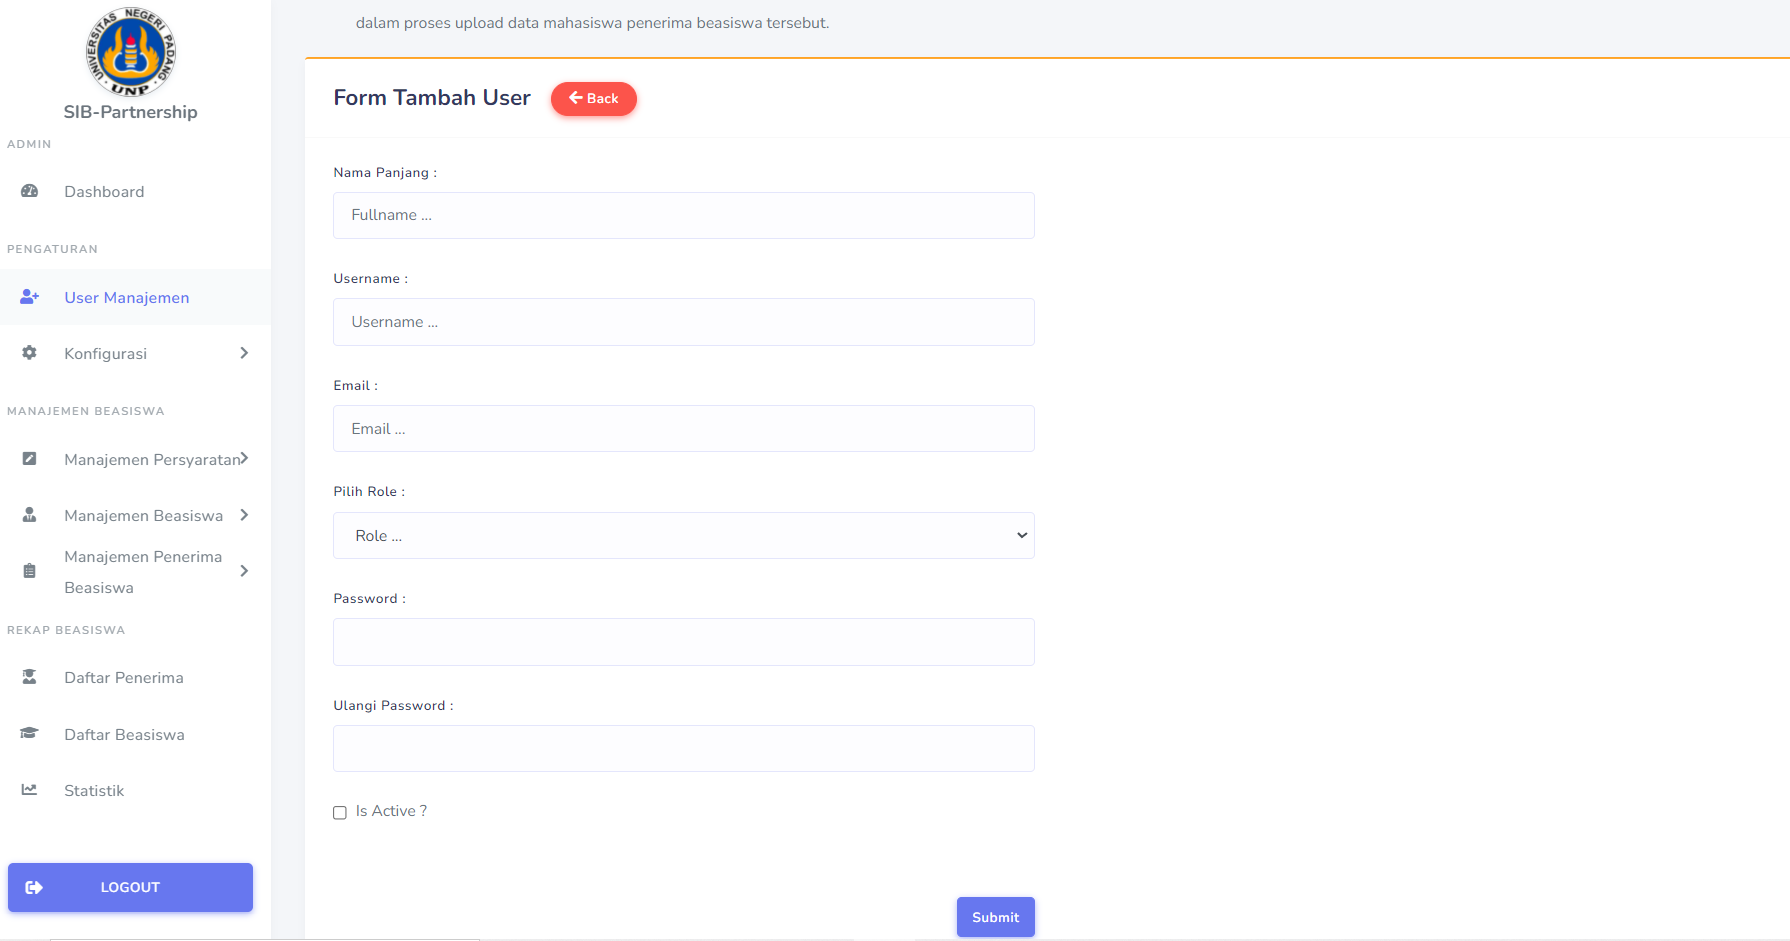 UNIVERSITAS NEGERI PADANG
UNP
SIB-Partnership
ADMIN
Dashboard
PENGATURAN
User Manajemen
Konfigurasi
MANAJEMEN BEASISWA
Manajemen Persyaratan
Manajemen Beasiswa
Manajemen Penerima
Beasiswa
REKAP BEASISWA
Daftar Penerima
Daftar Beasiswa
Statistik
LOGOUT
dalam proses upload data mahasiswa penerima beasiswa tersebut.
Form Tambah User
Back
Nama Panjang :
Fullname ...
Username :
Username ...
Email :
Email ...
Pilih Role :
Role ...
Password :
Ulangi Password :
Is Active ?
Submit